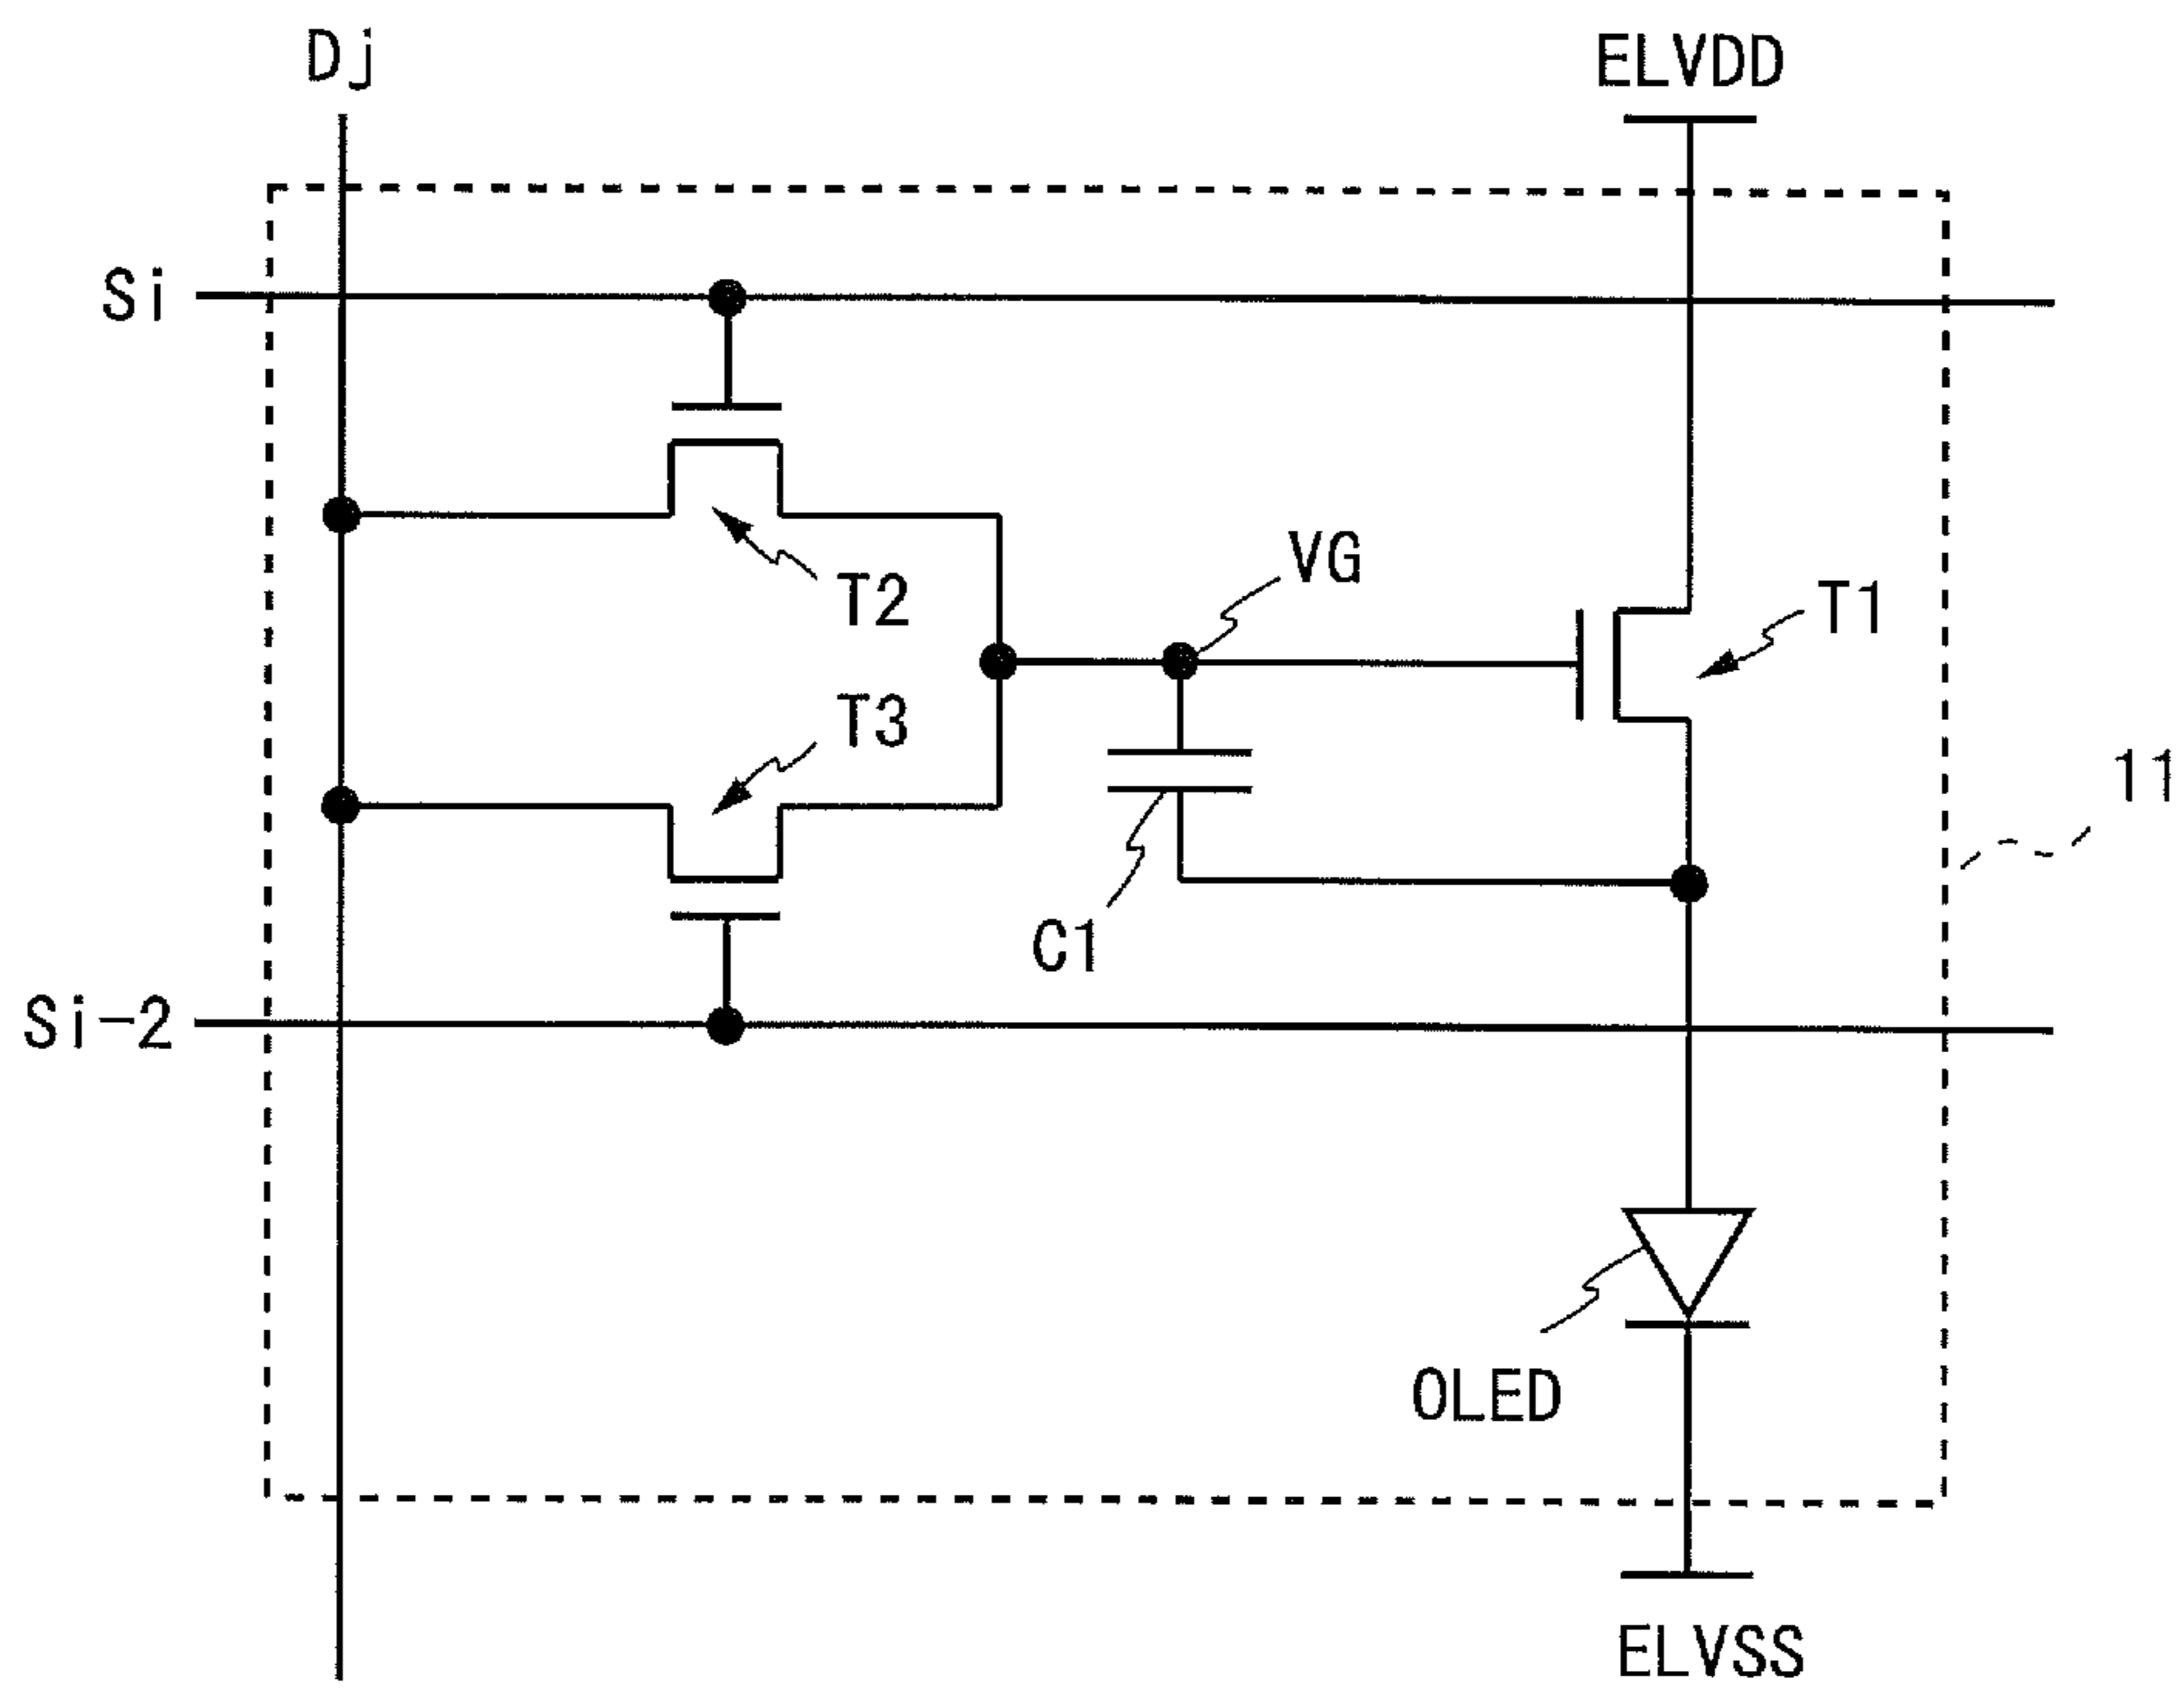 Dj
ELVDD
Si
VG
T2
T1
T3
11
C1
Si-2
OLED
ELVSS